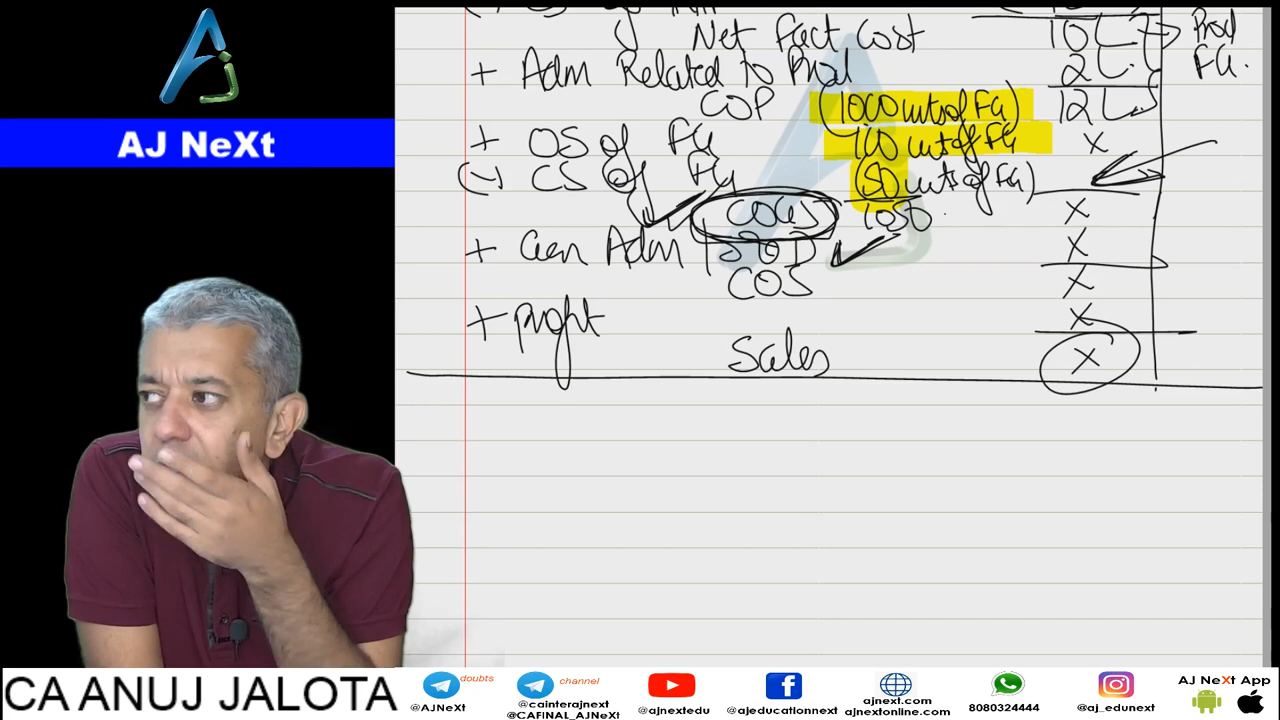 Net Fact Cost 10L → Prod
+ Adm Related to Prod 2L FG.
COP (1000 units of FG) 12L
+ OS of FG 100 unit of FG X
(-) CS of FG (50 units of FG)
COGS 1050 X
+ Gen Adm | SOD X
COS X
+ profit X
Sales X
AJ NeXt
CA ANUJ JALOTA
doubts
@AJNeXt
channel
@cainterajnext
@CAFINAL_AJNeXt
@ajnextedu
@ajeducationnext
ajnext.com
ajnextonline.com
8080324444
@aj_edunext
AJ NeXt App